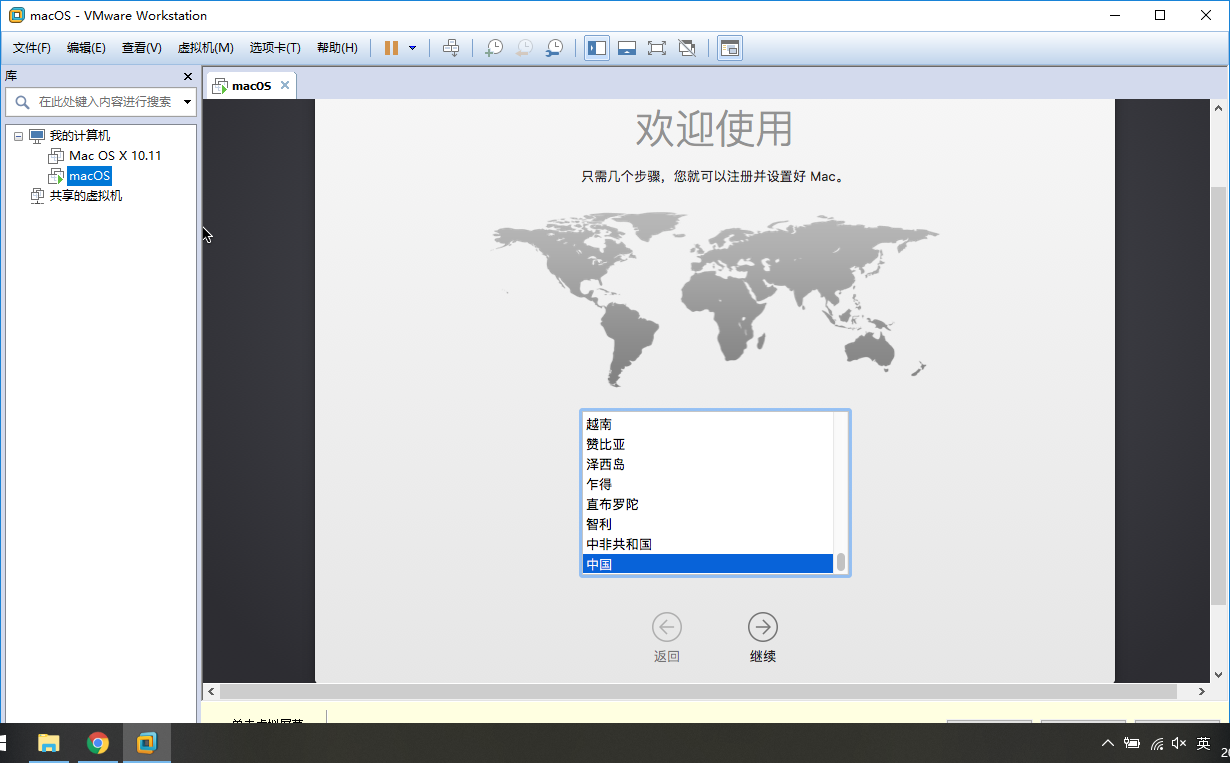 macOS - VMware Workstation
文件(F) 编辑(E) 查看(V) 虚拟机(M) 选项卡(T) 帮助(H)
库
在此处键入内容进行搜索
我的计算机
Mac OS X 10.11
macOS
共享的虚拟机
macOS
欢迎使用
只需几个步骤，您就可以注册并设置好 Mac。
越南
赞比亚
泽西岛
乍得
直布罗陀
智利
中非共和国
中国
返回
继续
英